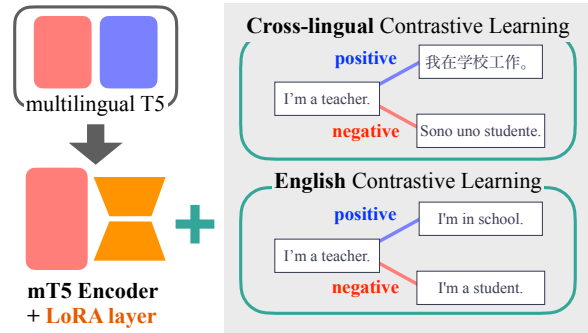 multilingual T5
mT5 Encoder
+ LoRA layer
Cross-lingual Contrastive Learning
positive
我在学校工作。
I'm a teacher.
negative
Sono uno studente.
English Contrastive Learning
positive
I'm in school.
I'm a teacher.
negative
I'm a student.